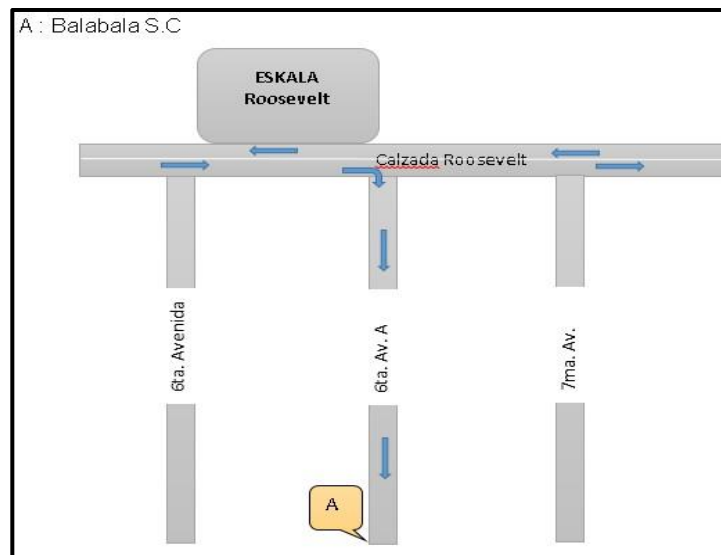 A : Balabala S.C
ESKALA
Roosevelt
Calzada Roosevelt
6ta. Avenida
6ta. Av. A
7ma. Av.
A